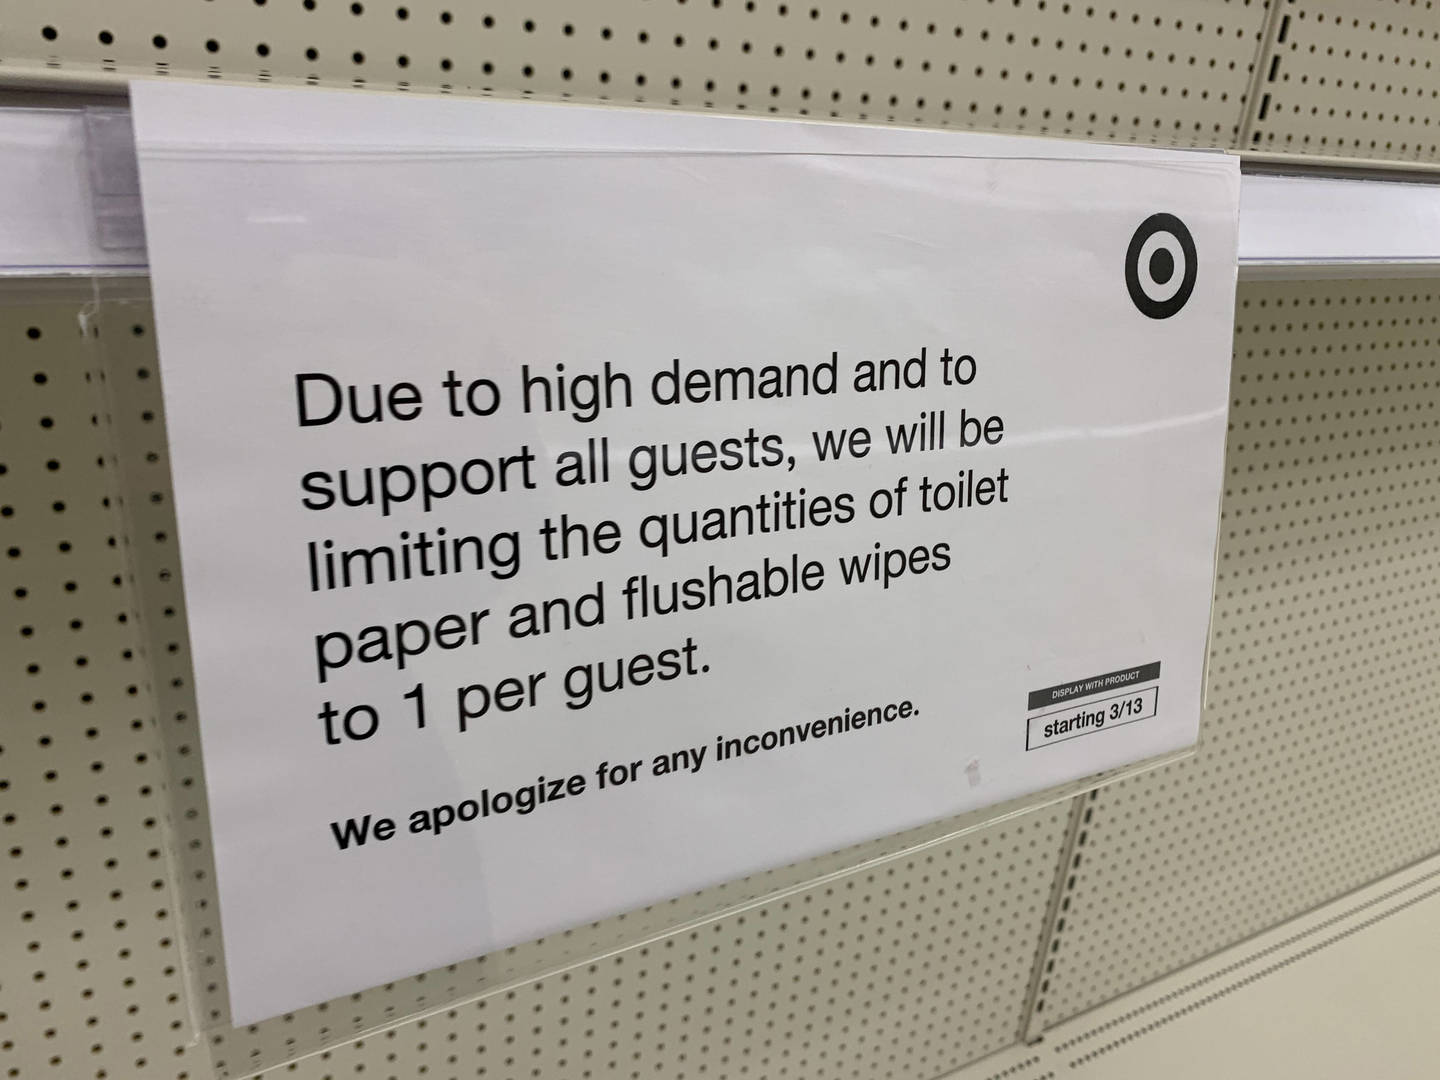 Due to high demand and to
support all guests, we will be
limiting the quantities of toilet
paper and flushable wipes
to 1 per guest.
We apologize for any inconvenience.
DISPLAY WITH PRODUCT
starting 3/13